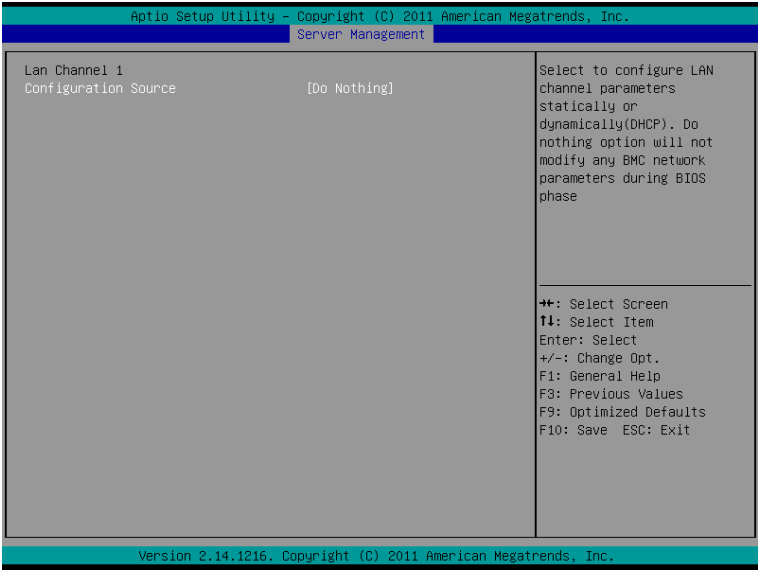 Aptio Setup Utility – Copyright (C) 2011 American Megatrends, Inc.
Server Management
Lan Channel 1
Configuration Source [Do Nothing]
Select to configure LAN
channel parameters
statically or
dynamically(DHCP). Do
nothing option will not
modify any BMC network
parameters during BIOS
phase
→←: Select Screen
↑↓: Select Item
Enter: Select
+/-: Change Opt.
F1: General Help
F3: Previous Values
F9: Optimized Defaults
F10: Save ESC: Exit
Version 2.14.1216. Copyright (C) 2011 American Megatrends, Inc.